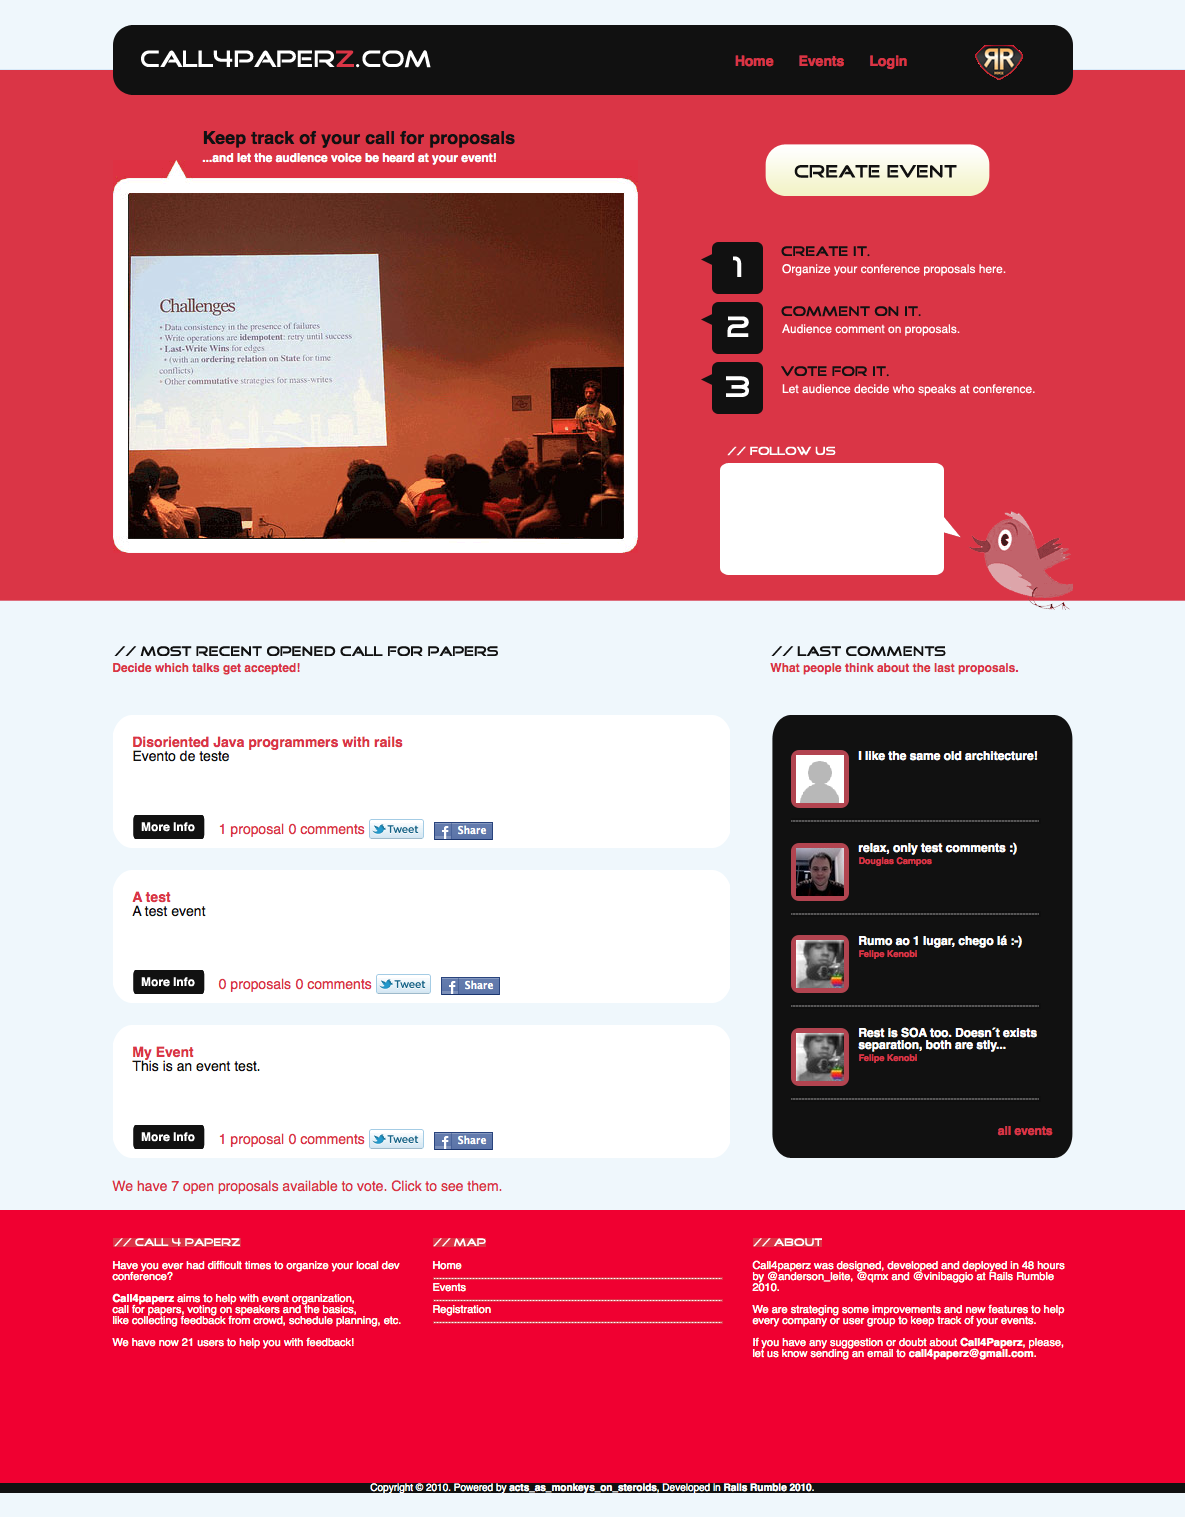 CALL4PAPERZ.COM
Home Events Login
RR
Keep track of your call for proposals
...and let the audience voice be heard at your event!
Challenges
• Data consistency in the presence of failures
• Write operations are idempotent: retry until success
• Last-Write Wins for edges
• (with an ordering relation on State for time
conflicts)
• Other commutative strategies for mass-writes
CREATE EVENT
1
CREATE IT.
Organize your conference proposals here.
2
COMMENT ON IT.
Audience comment on proposals.
3
VOTE FOR IT.
Let audience decide who speaks at conference.
// FOLLOW US
// MOST RECENT OPENED CALL FOR PAPERS
Decide which talks get accepted!
Disoriented Java programmers with rails
Evento de teste
More Info 1 proposal 0 comments Tweet f Share
A test
A test event
More Info 0 proposals 0 comments Tweet f Share
My Event
This is an event test.
More Info 1 proposal 0 comments Tweet f Share
We have 7 open proposals available to vote. Click to see them.
// LAST COMMENTS
What people think about the last proposals.
I like the same old architecture!
relax, only test comments :)
Douglas Campos
Rumo ao 1 lugar, chego lá :-)
Felipe Kenobi
Rest is SOA too. Doesn´t exists
separation, both are stly...
Felipe Kenobi
all events
// CALL 4 PAPERZ
Have you ever had difficult times to organize your local dev
conference?
Call4paperz aims to help with event organization,
call for papers, voting on speakers and the basics,
like collecting feedback from crowd, schedule planning, etc.
We have now 21 users to help you with feedback!
// MAP
Home
Events
Registration
// ABOUT
Call4paperz was designed, developed and deployed in 48 hours
by @anderson_leite, @qmx and @vinibaggio at Rails Rumble
2010.
We are strateging some improvements and new features to help
every company or user group to keep track of your events.
If you have any suggestion or doubt about Call4Paperz, please,
let us know sending an email to call4paperz@gmail.com.
Copyright © 2010. Powered by acts_as_monkeys_on_steroids, Developed in Rails Rumble 2010.